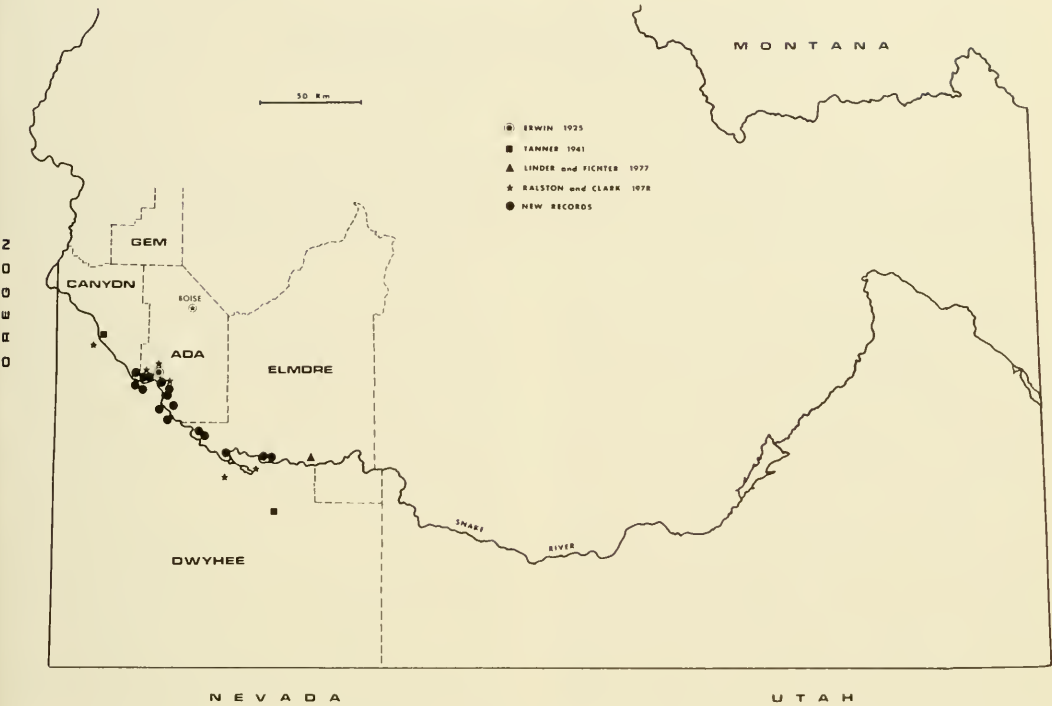 MONTANA
50 Km
ERWIN 1925
TANNER 1941
LINDER and FICHTER 1977
RALSTON and CLARK 1978
NEW RECORDS
OREGON
GEM
CANYON
BOISE
ADA
ELMORE
SNAKE
RIVER
OWYHEE
NEVADA
UTAH